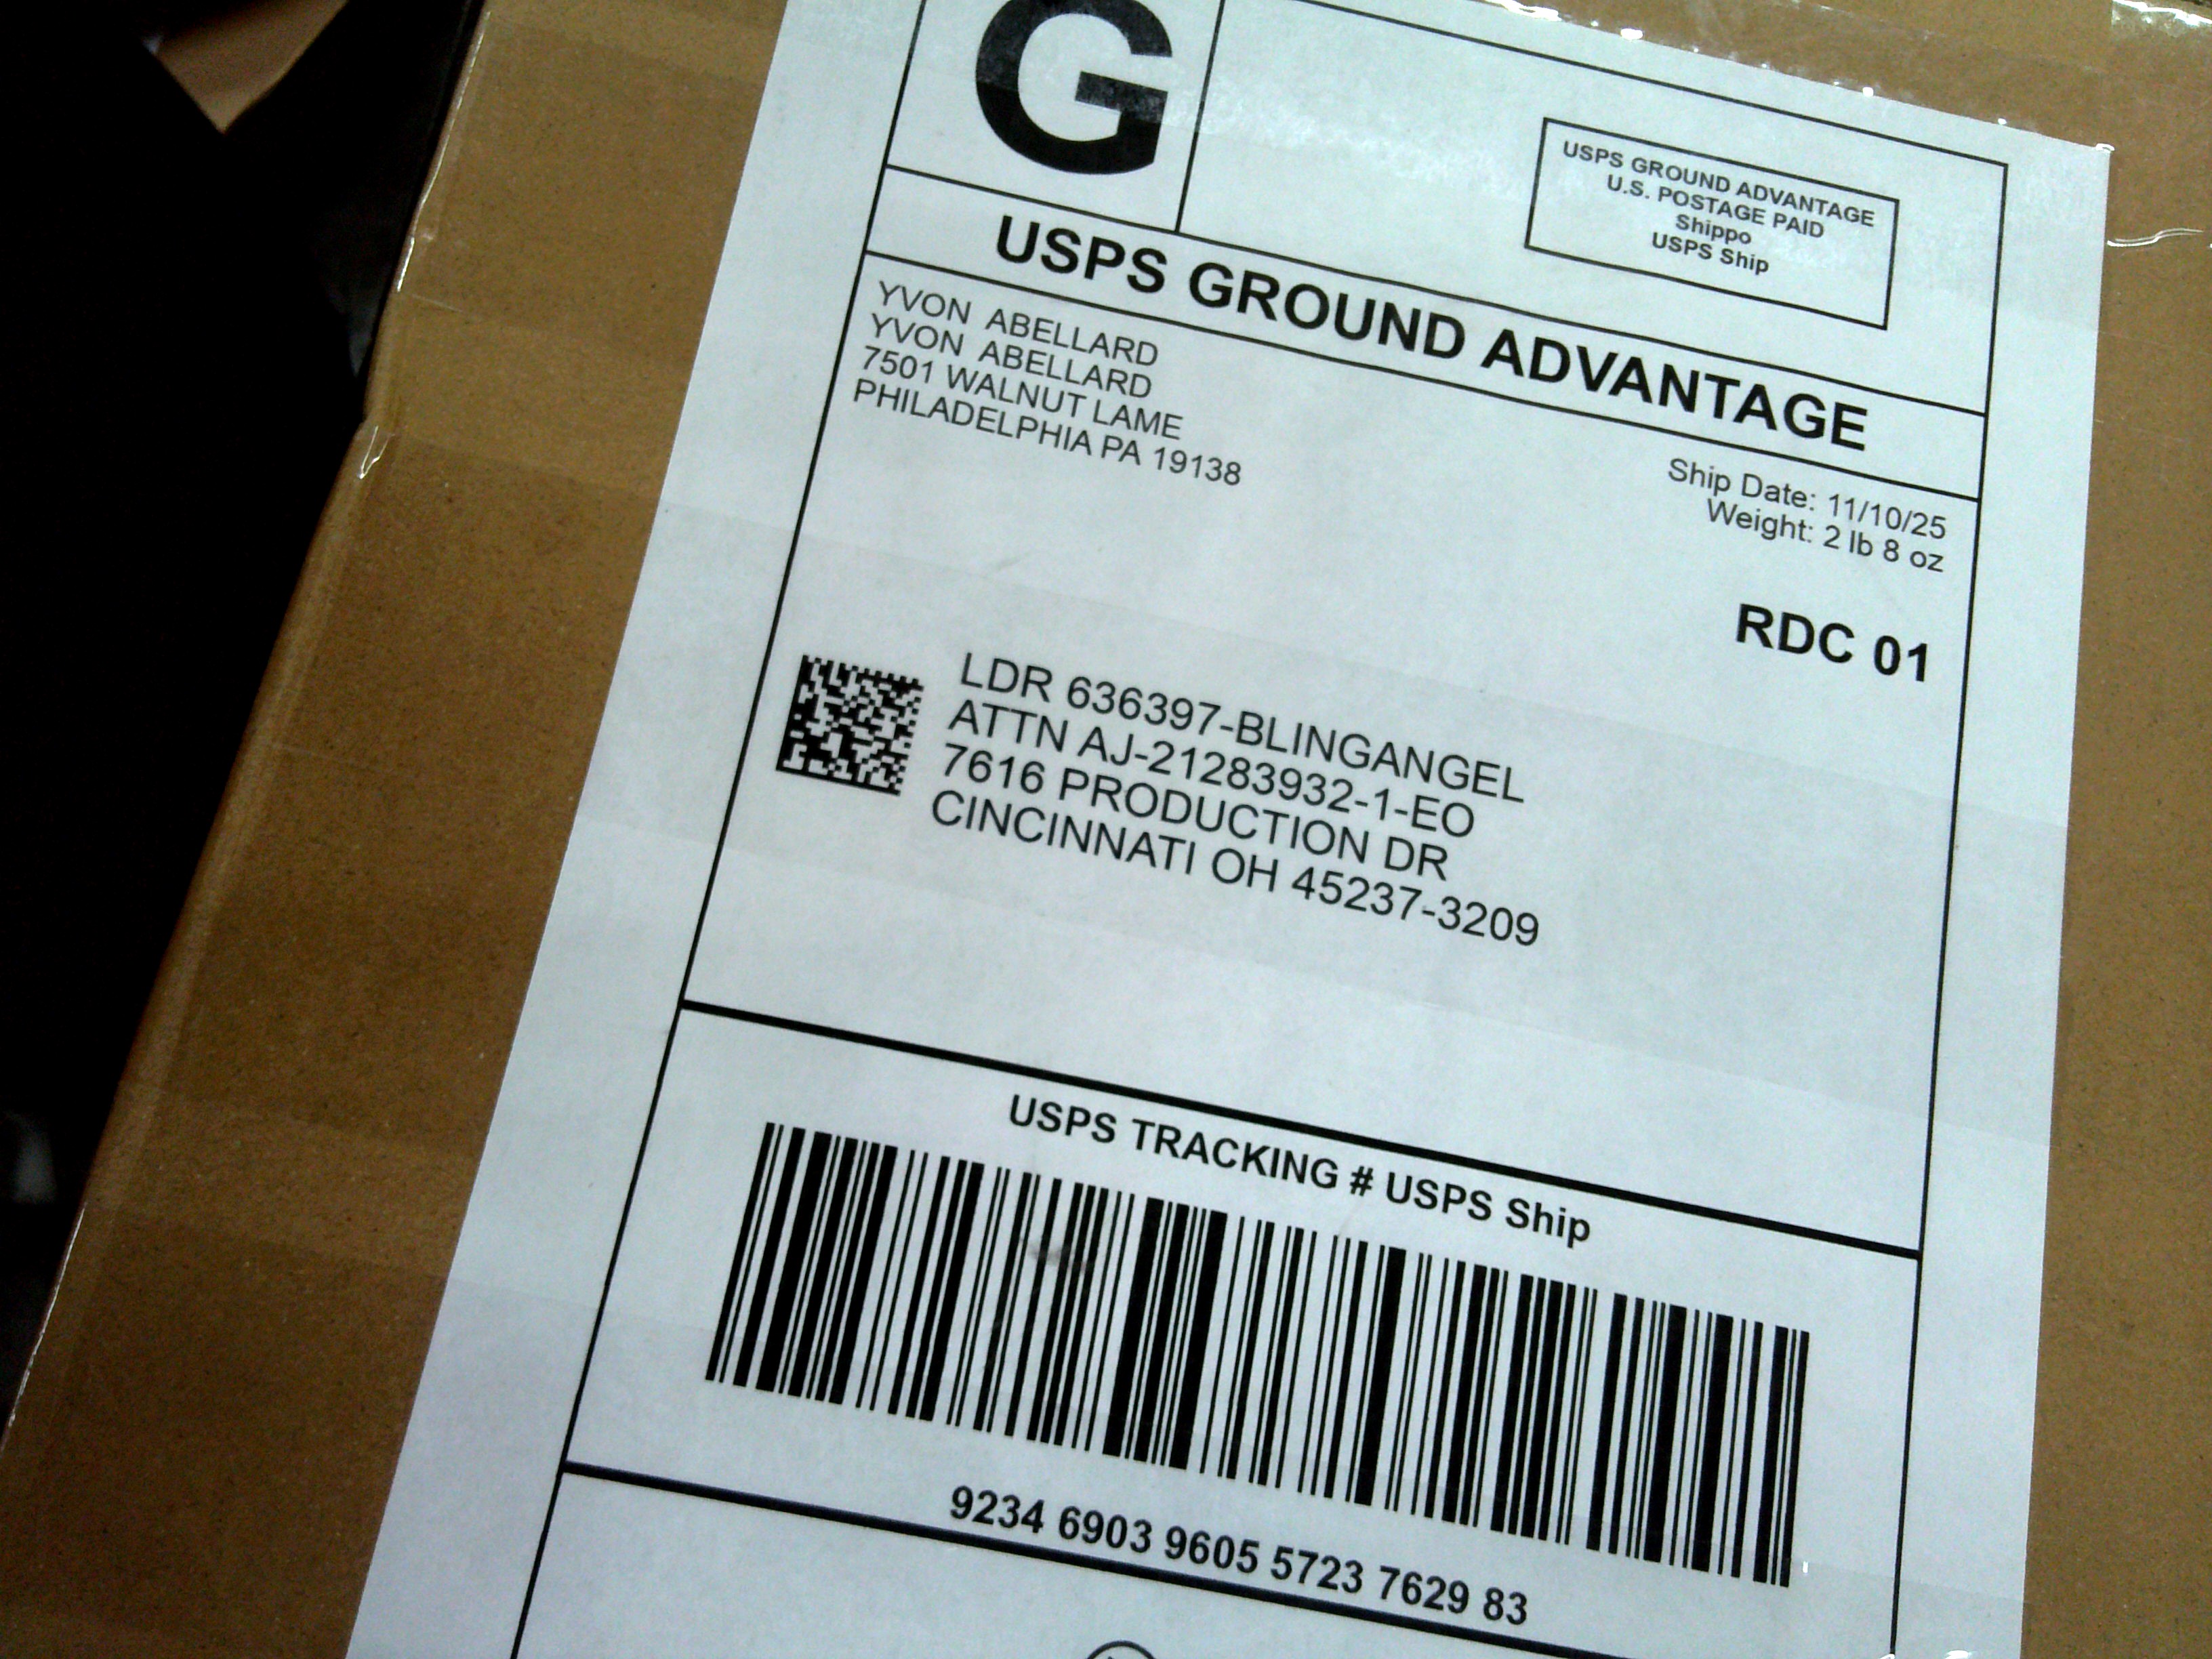 G
USPS GROUND ADVANTAGE
U.S. POSTAGE PAID
Shippo
USPS Ship
USPS GROUND ADVANTAGE
YVON ABELLARD
YVON ABELLARD
7501 WALNUT LAME
PHILADELPHIA PA 19138
Ship Date: 11/10/25
Weight: 2 lb 8 oz
RDC 01
LDR 636397-BLINGANGEL
ATTN AJ-21283932-1-EO
7616 PRODUCTION DR
CINCINNATI OH 45237-3209
USPS TRACKING # USPS Ship
9234 6903 9605 5723 7629 83